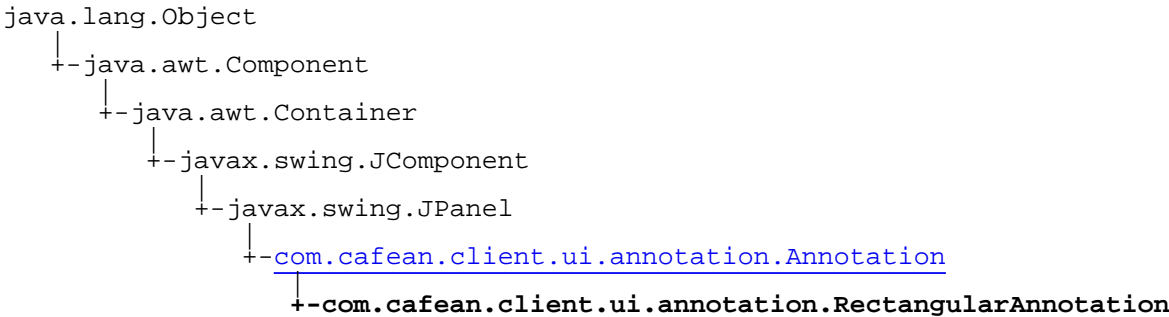 java.lang.Object
|
+-java.awt.Component
|
+-java.awt.Container
|
+-javax.swing.JComponent
|
+-javax.swing.JPanel
|
+-com.cafean.client.ui.annotation.Annotation
|
+-com.cafean.client.ui.annotation.RectangularAnnotation